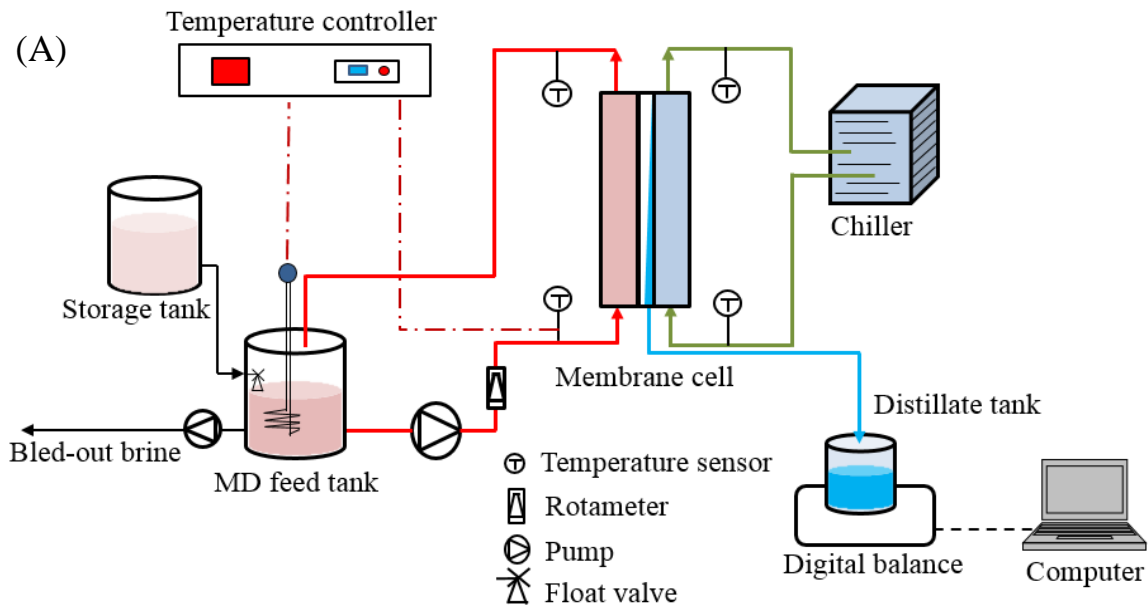 Temperature controller
(A)
T
T
Chiller
Storage tank
T
T
Membrane cell
Distillate tank
Bled-out brine
MD feed tank
T Temperature sensor
Rotameter
Pump
Float valve
Digital balance
Computer